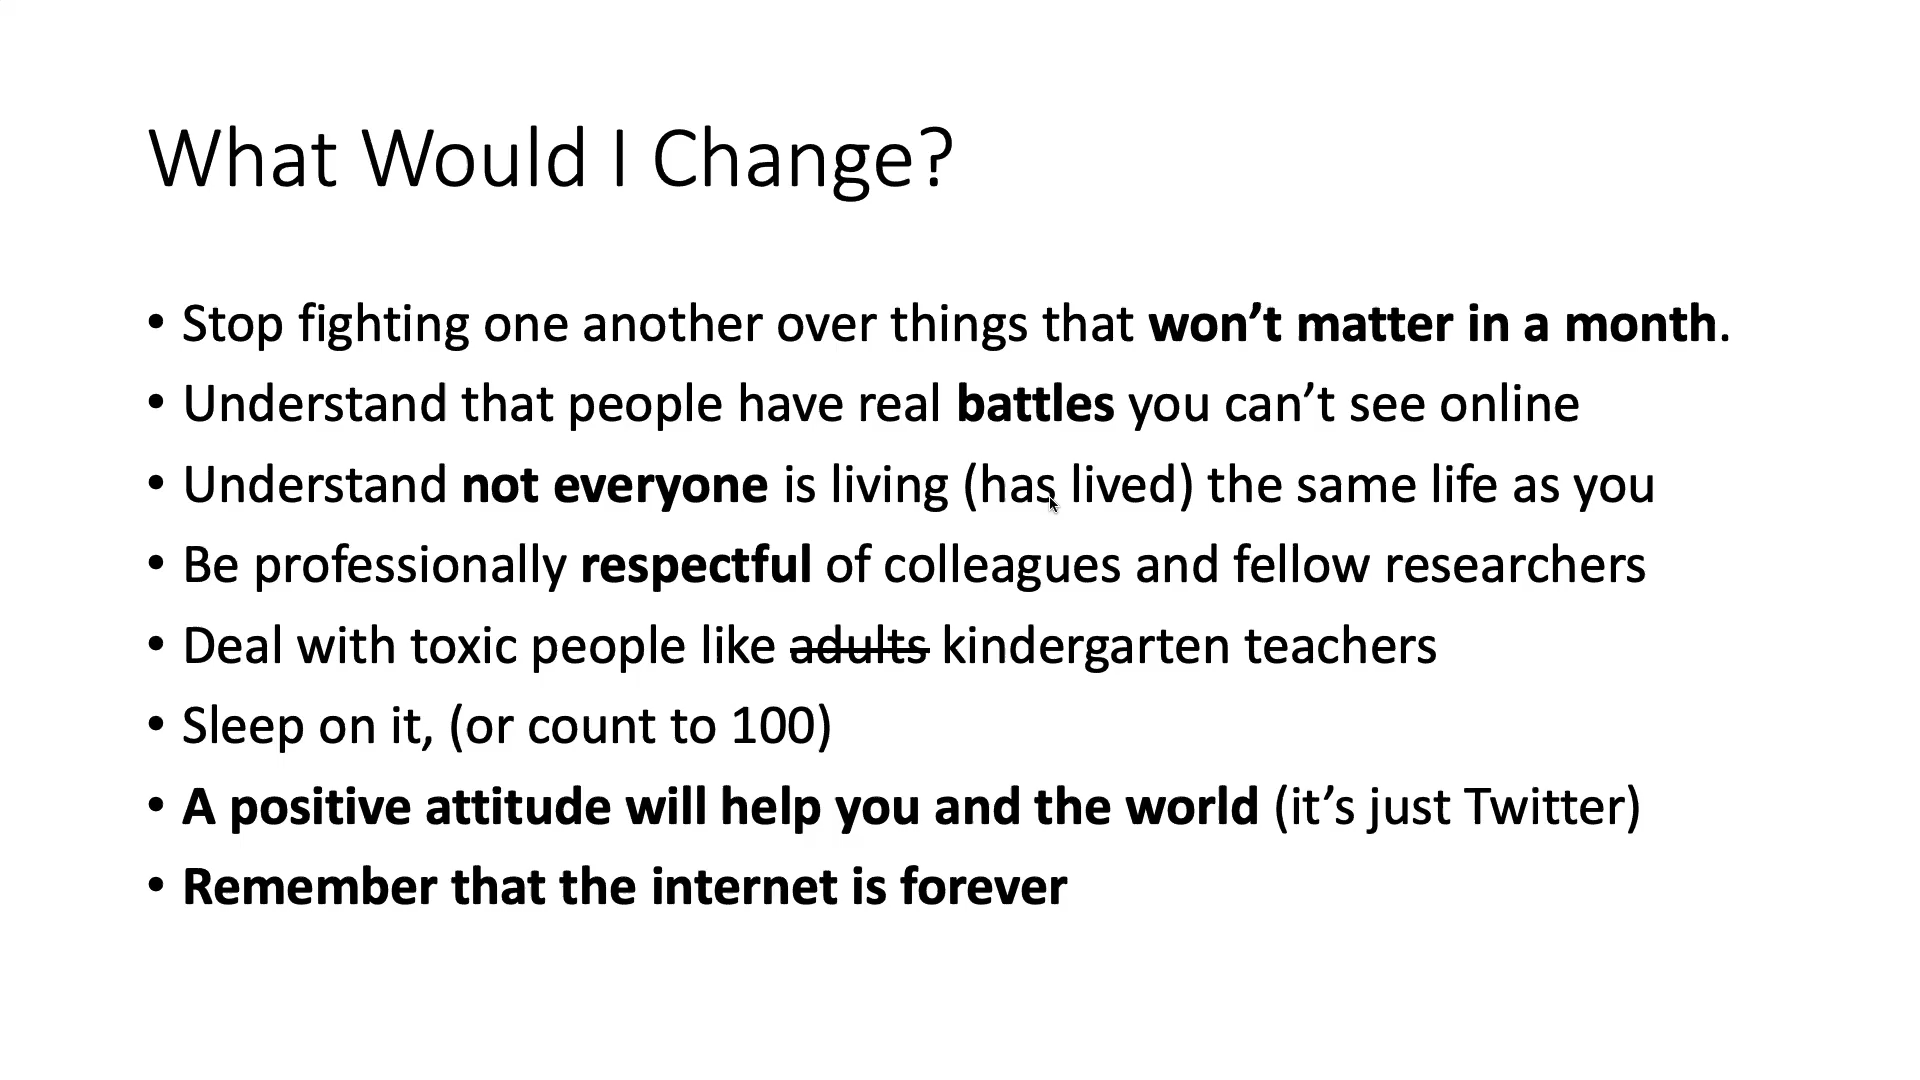 What Would I Change?
• Stop fighting one another over things that won’t matter in a month.
• Understand that people have real battles you can’t see online
• Understand not everyone is living (has lived) the same life as you
• Be professionally respectful of colleagues and fellow researchers
• Deal with toxic people like adults kindergarten teachers
• Sleep on it, (or count to 100)
• A positive attitude will help you and the world (it’s just Twitter)
• Remember that the internet is forever